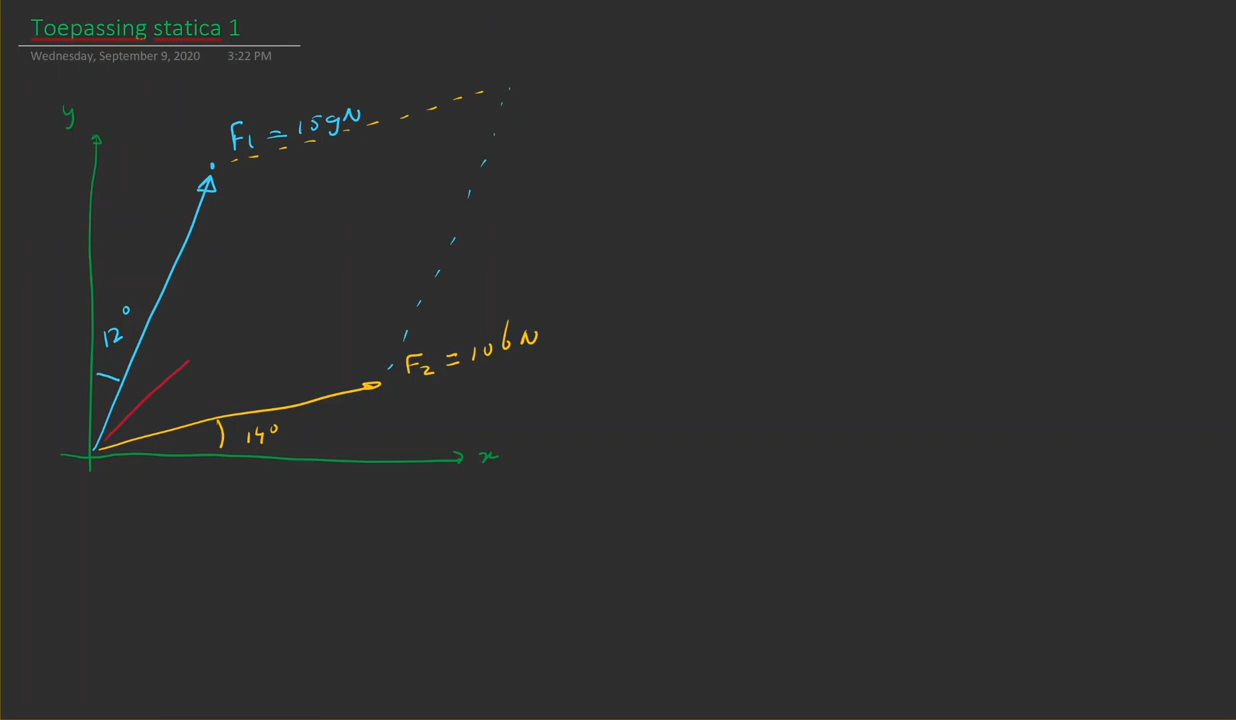 Toepassing statica 1
Wednesday, September 9, 2020 3:22 PM
y
F1 = 159N
12°
F2 = 106N
14°
x